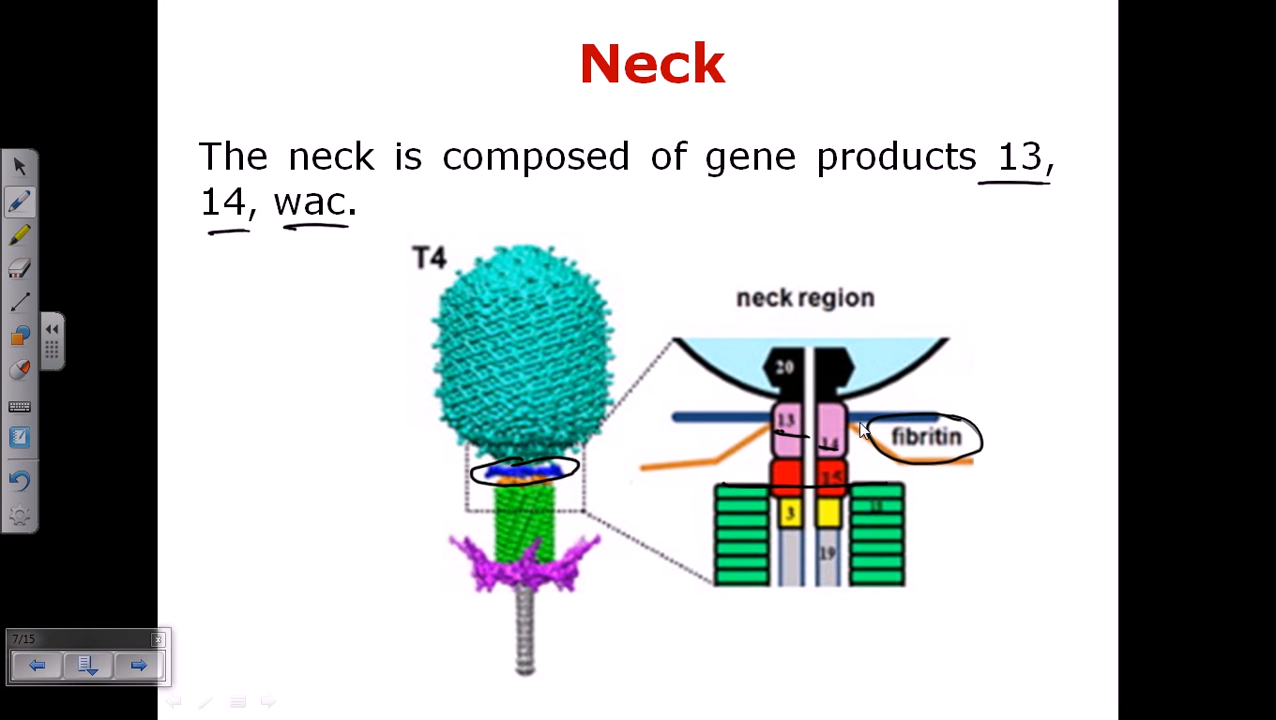 Neck
The neck is composed of gene products 13,
14, wac.
T4
neck region
20
13
14
fibritin
15
3
18
19
7/15